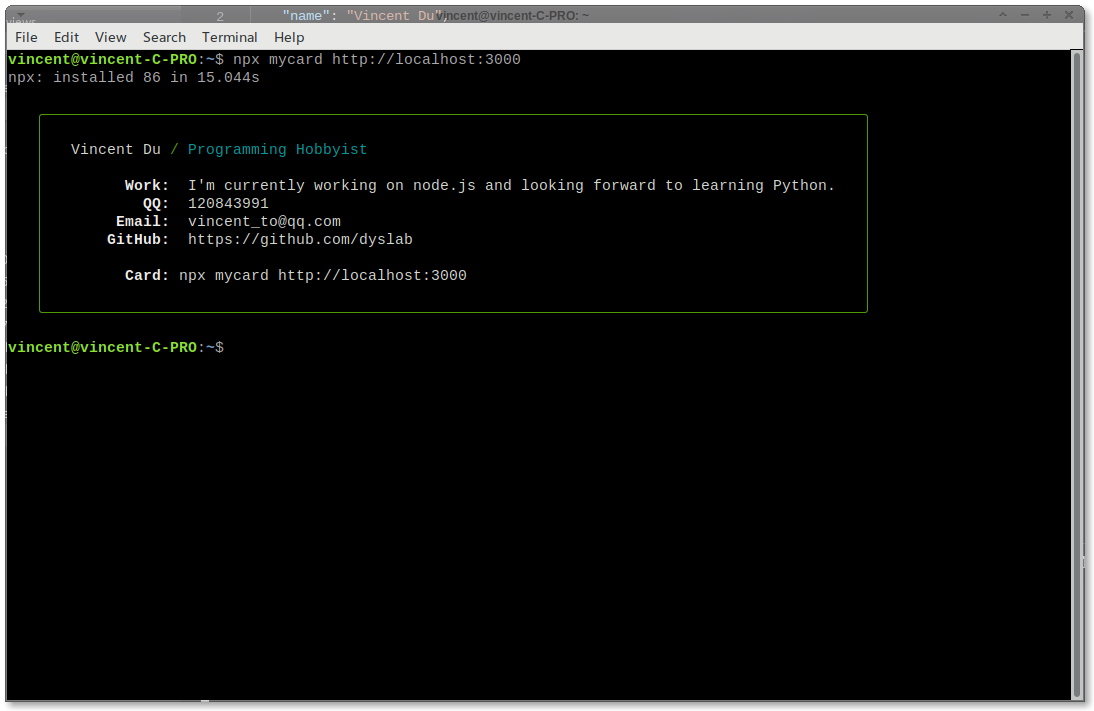 2 "name": "Vincent Du"
vincent@vincent-C-PRO: ~
File Edit View Search Terminal Help
vincent@vincent-C-PRO:~$ npx mycard http://localhost:3000
npx: installed 86 in 15.044s
Vincent Du / Programming Hobbyist
Work: I'm currently working on node.js and looking forward to learning Python.
QQ: 120843991
Email: vincent_to@qq.com
GitHub: https://github.com/dyslab
Card: npx mycard http://localhost:3000
vincent@vincent-C-PRO:~$